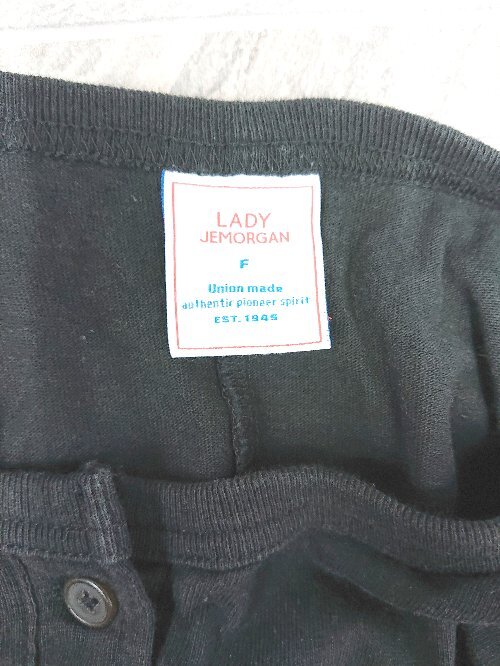 LADY
JEMORGAN
F
Union made
authentic pioneer spirit
EST. 1945